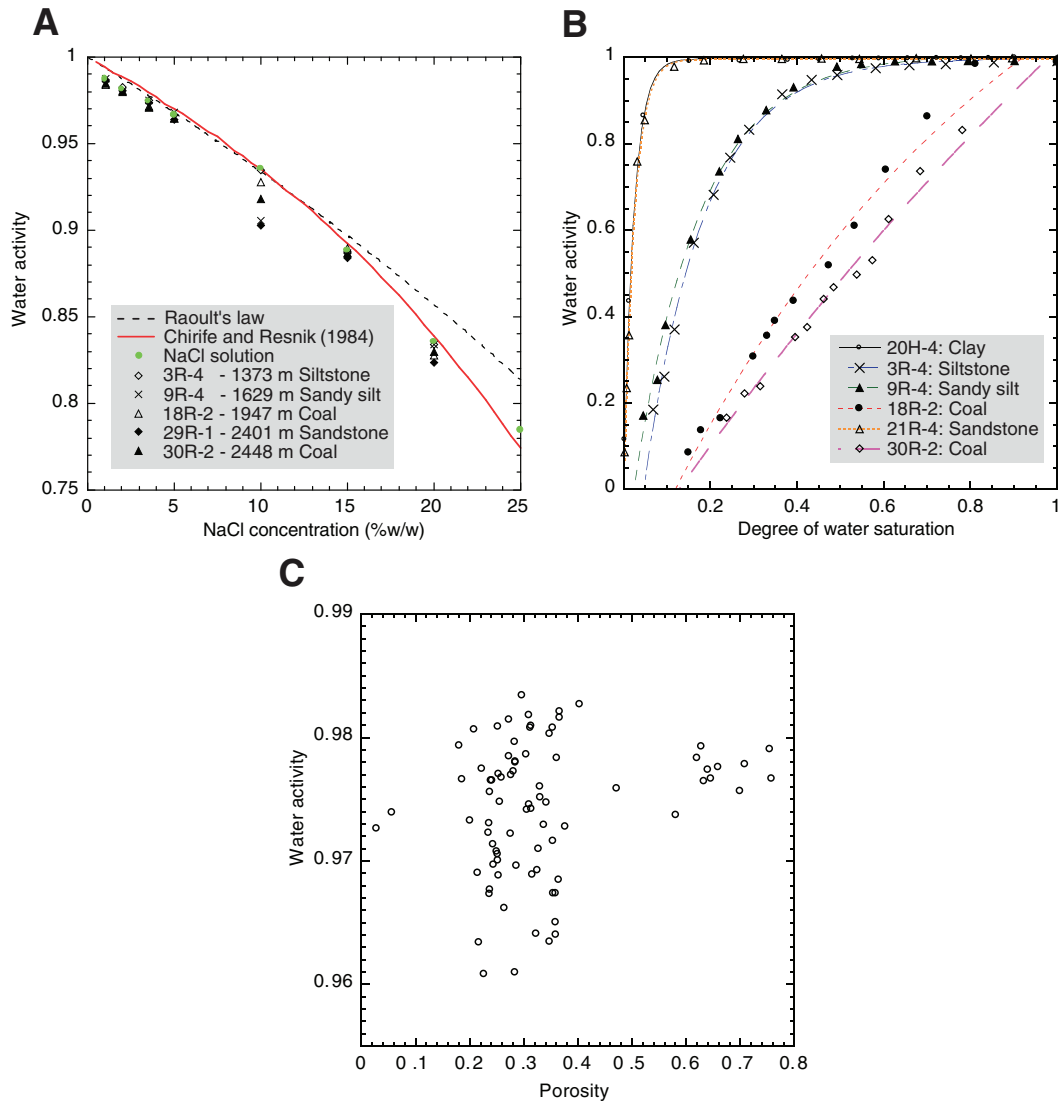 A
1
0.95
0.9
0.85
0.8
0.75
Water activity
Raoult's law
Chirife and Resnik (1984)
NaCl solution
3R-4 - 1373 m Siltstone
9R-4 - 1629 m Sandy silt
18R-2 - 1947 m Coal
29R-1 - 2401 m Sandstone
30R-2 - 2448 m Coal
0 5 10 15 20 25
NaCl concentration (%w/w)
B
1
0.8
0.6
0.4
0.2
0
Water activity
20H-4: Clay
3R-4: Siltstone
9R-4: Sandy silt
18R-2: Coal
21R-4: Sandstone
30R-2: Coal
0.2 0.4 0.6 0.8 1
Degree of water saturation
C
0.99
0.98
0.97
0.96
Water activity
0 0.1 0.2 0.3 0.4 0.5 0.6 0.7 0.8
Porosity